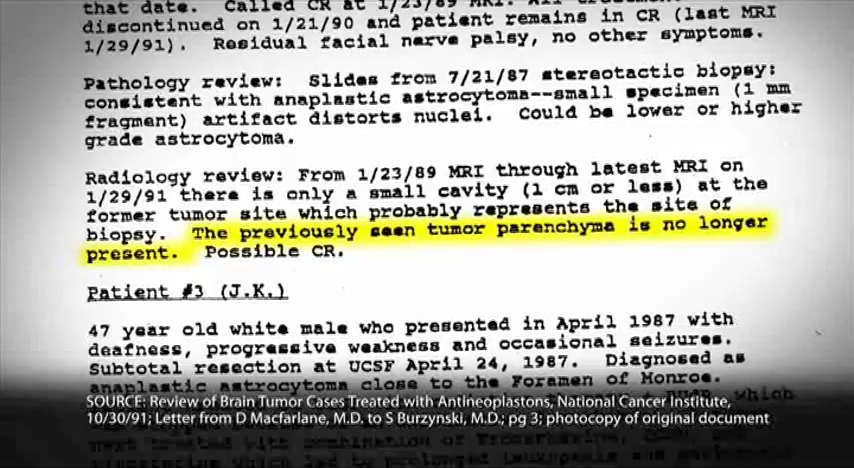 that date. Called CR at 1/23/89 MRI. All
discontinued on 1/21/90 and patient remains in CR (last MRI
1/29/91). Residual facial nerve palsy, no other symptoms.
Pathology review: Slides from 7/21/87 stereotactic biopsy:
consistent with anaplastic astrocytoma--small specimen (1 mm
fragment) artifact distorts nuclei. Could be lower or higher
grade astrocytoma.
Radiology review: From 1/23/89 MRI through latest MRI on
1/29/91 there is only a small cavity (1 cm or less) at the
former tumor site which probably represents the site of
biopsy. The previously seen tumor parenchyma is no longer
present. Possible CR.
Patient #3 (J.K.)
47 year old white male who presented in April 1987 with
deafness, progressive weakness and occasional seizures.
Subtotal resection at UCSF April 24, 1987. Diagnosed as
anaplastic astrocytoma close to the Foramen of Monroe.
which
SOURCE: Review of Brain Tumor Cases Treated with Antineoplastons, National Cancer Institute,
10/30/91; Letter from D Macfarlane, M.D. to S Burzynski, M.D.; pg 3; photocopy of original document